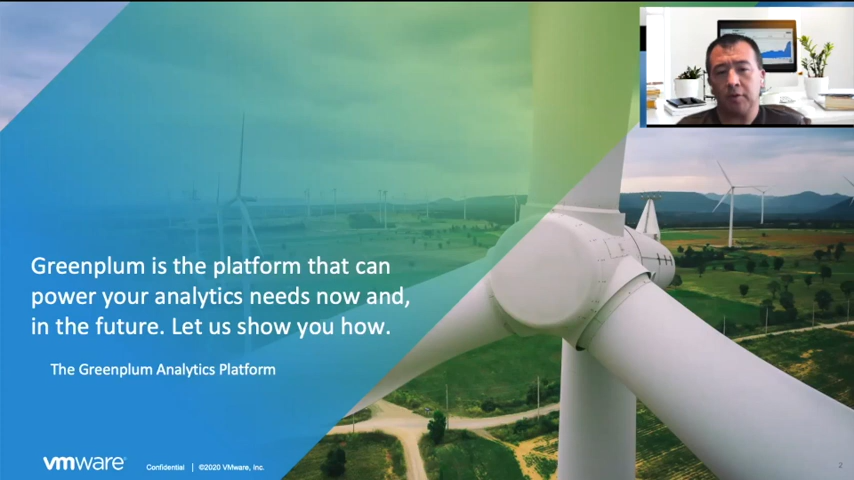 Greenplum is the platform that can
power your analytics needs now and,
in the future. Let us show you how.
The Greenplum Analytics Platform
vmware®
Confidential | ©2020 VMware, Inc.
2